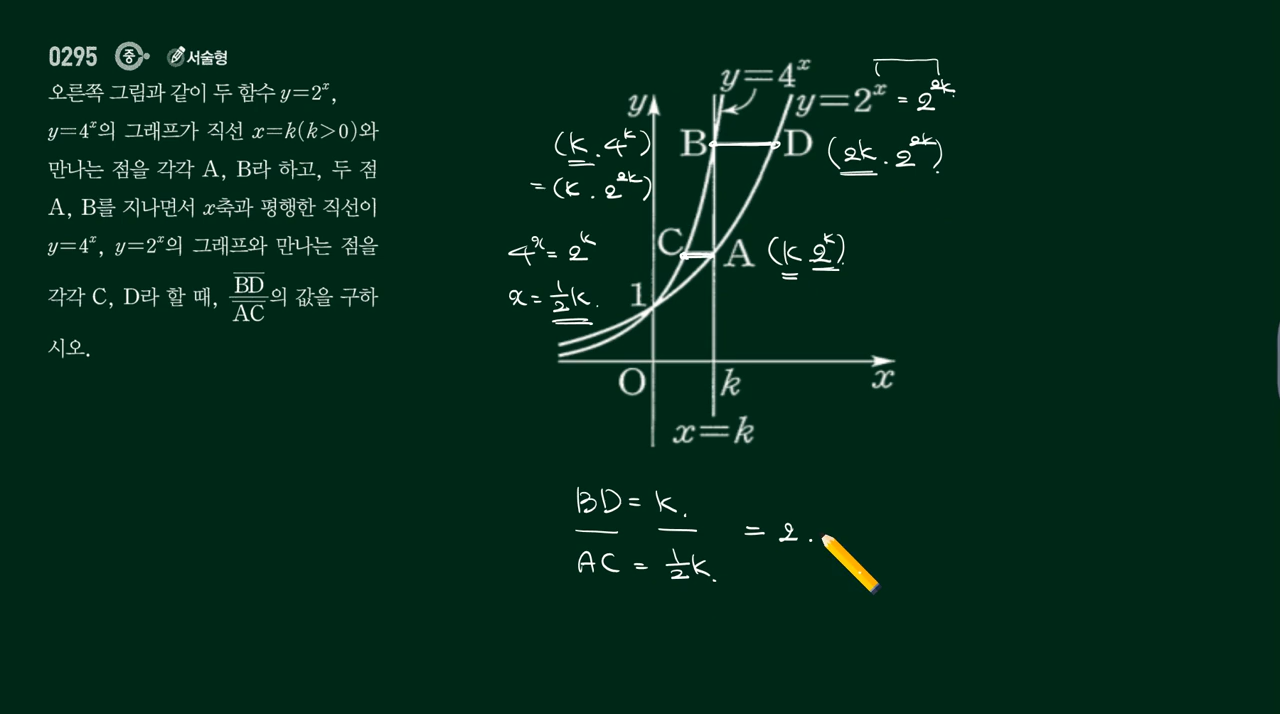 0295 중 서술형
오른쪽 그림과 같이 두 함수 y=2^x,
y=4^x의 그래프가 직선 x=k(k>0)와
만나는 점을 각각 A, B라 하고, 두 점
A, B를 지나면서 x축과 평행한 직선이
y=4^x, y=2^x의 그래프와 만나는 점을
각각 C, D라 할 때, \overline{BD}/\overline{AC}의 값을 구하
시오.
y=4^x
y y=2^x = 2^{2k}.
(k. 4^k) B D (2k. 2^{2k}).
= (k. 2^{2k})
4^x = 2^k C A (k 2^k).
x = 1/2 k. 1
O k x
x=k
BD = k.
= 2.
AC = 1/2 k.